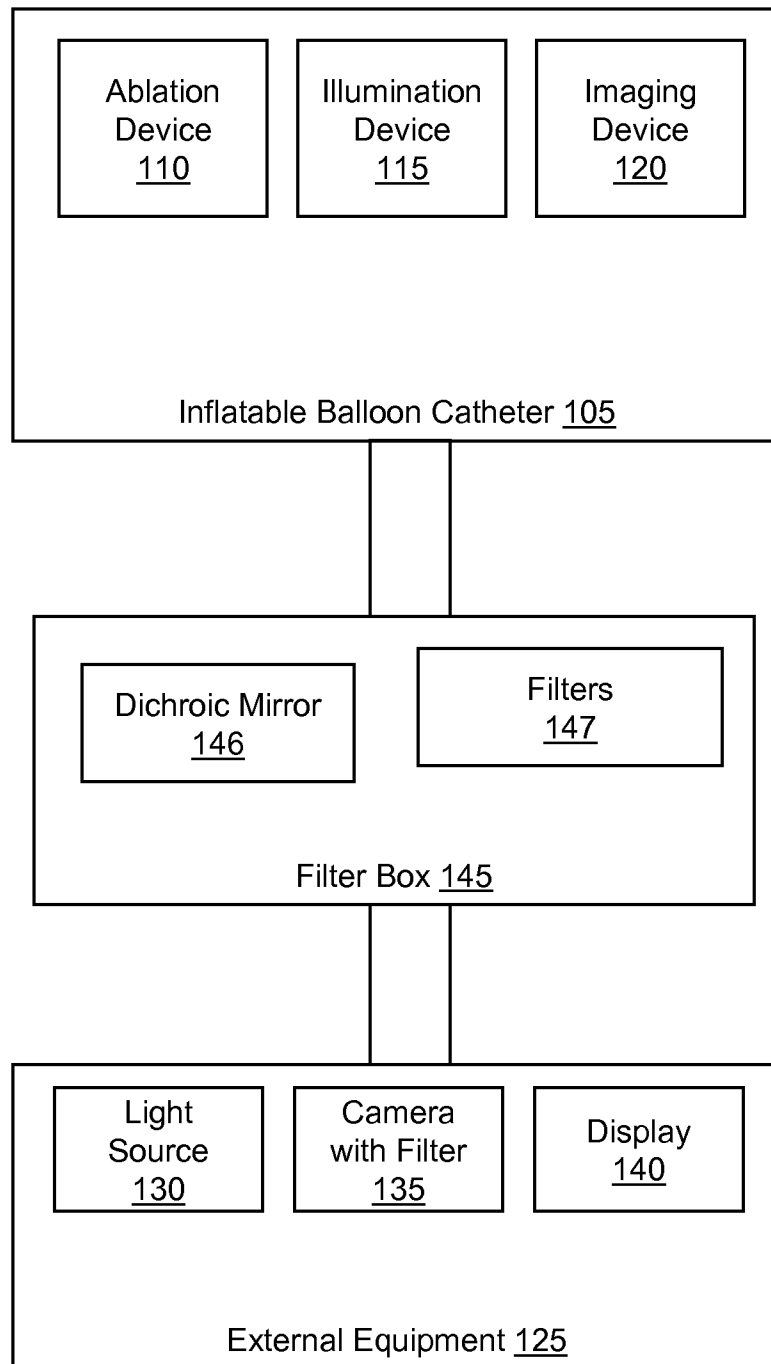 Ablation
Device
110
Illumination
Device
115
Imaging
Device
120
Inflatable Balloon Catheter 105
Dichroic Mirror
146
Filters
147
Filter Box 145
Light
Source
130
Camera
with Filter
135
Display
140
External Equipment 125